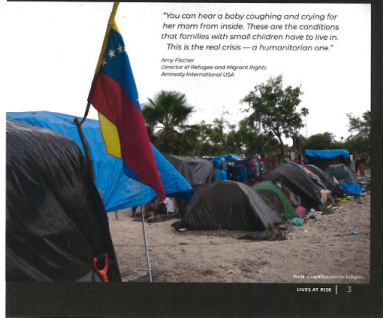 "You can hear a baby coughing and crying for
her mom from inside. These are the conditions
that families with small children have to live in.
This is the real crisis — a humanitarian one."
Amy Fischer
Director of Refugee and Migrant Rights
Amnesty International USA
LIVES AT RISK | 3